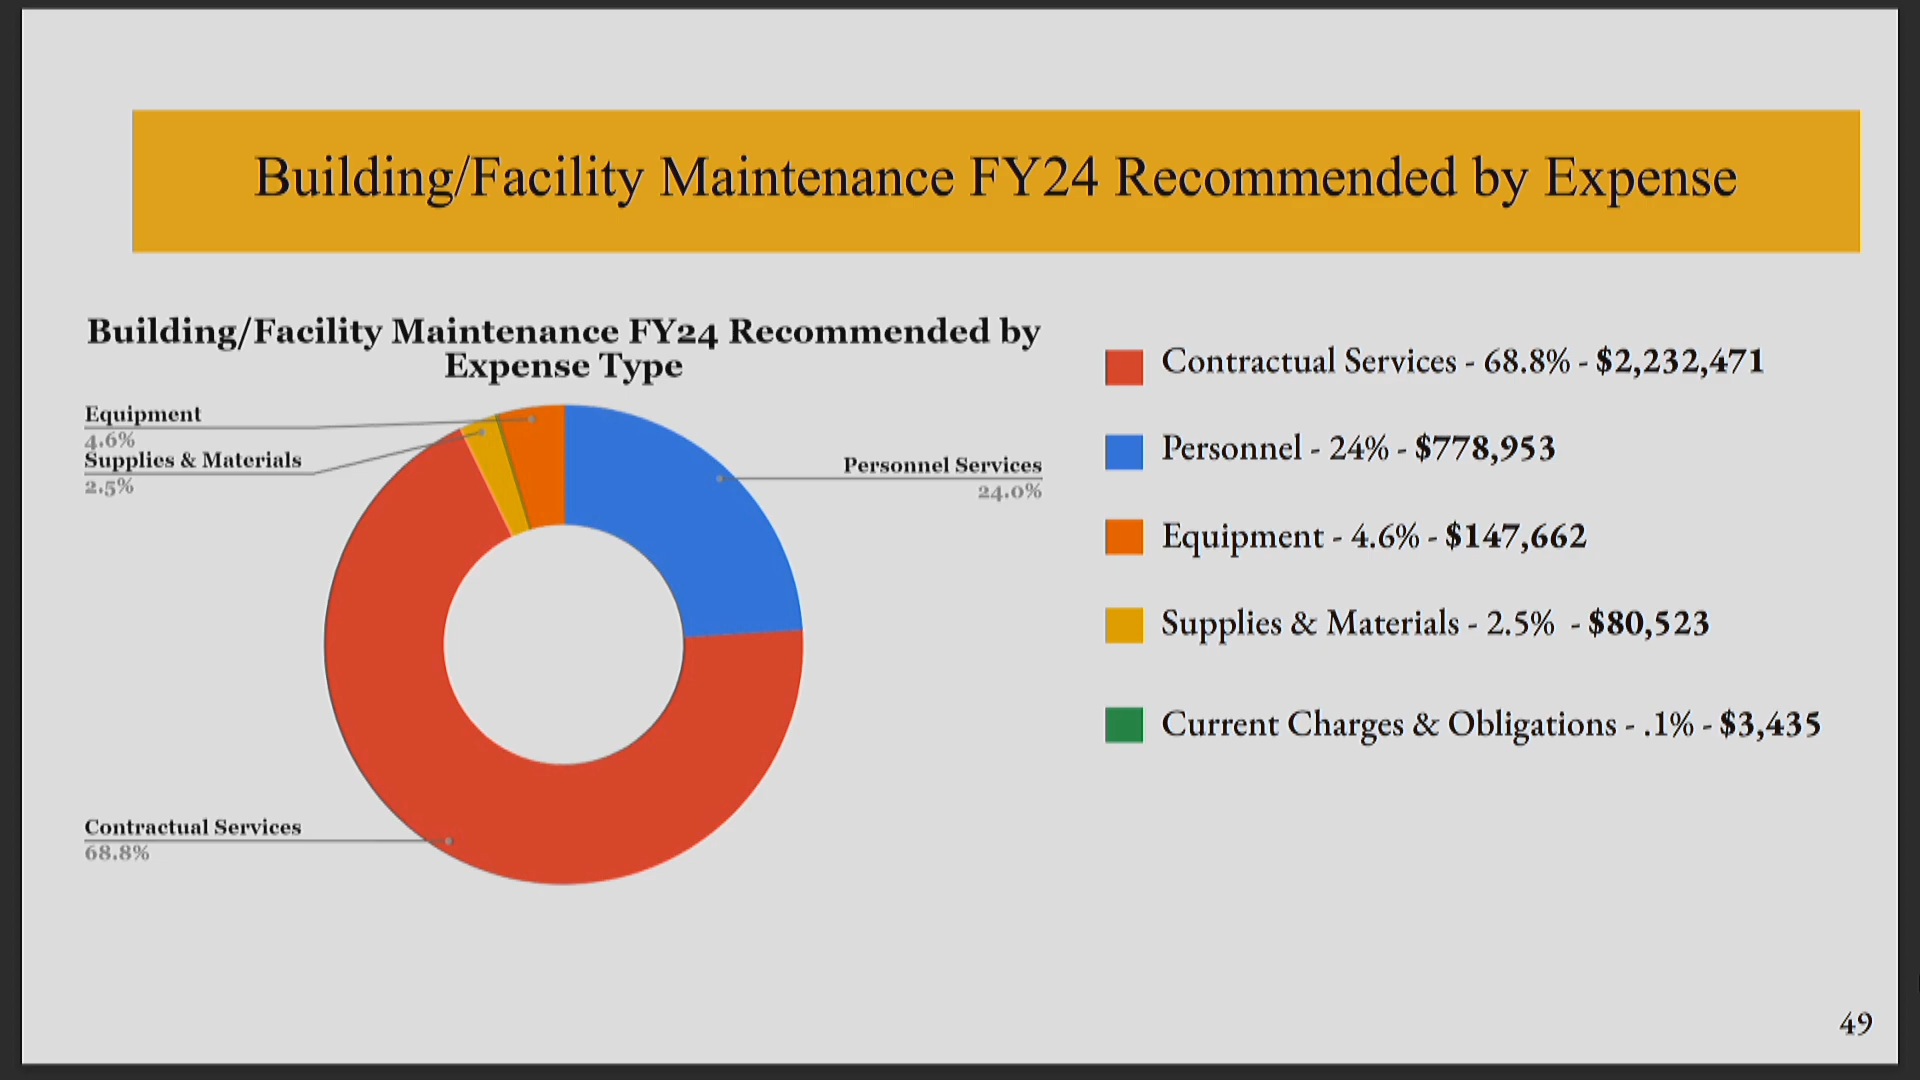 Building/Facility Maintenance FY24 Recommended by Expense
Building/Facility Maintenance FY24 Recommended by
Expense Type
Equipment
4.6%
Supplies & Materials
2.5%
Personnel Services
24.0%
Contractual Services
68.8%
Contractual Services - 68.8% - $2,232,471
Personnel - 24% - $778,953
Equipment - 4.6% - $147,662
Supplies & Materials - 2.5% - $80,523
Current Charges & Obligations - .1% - $3,435
49